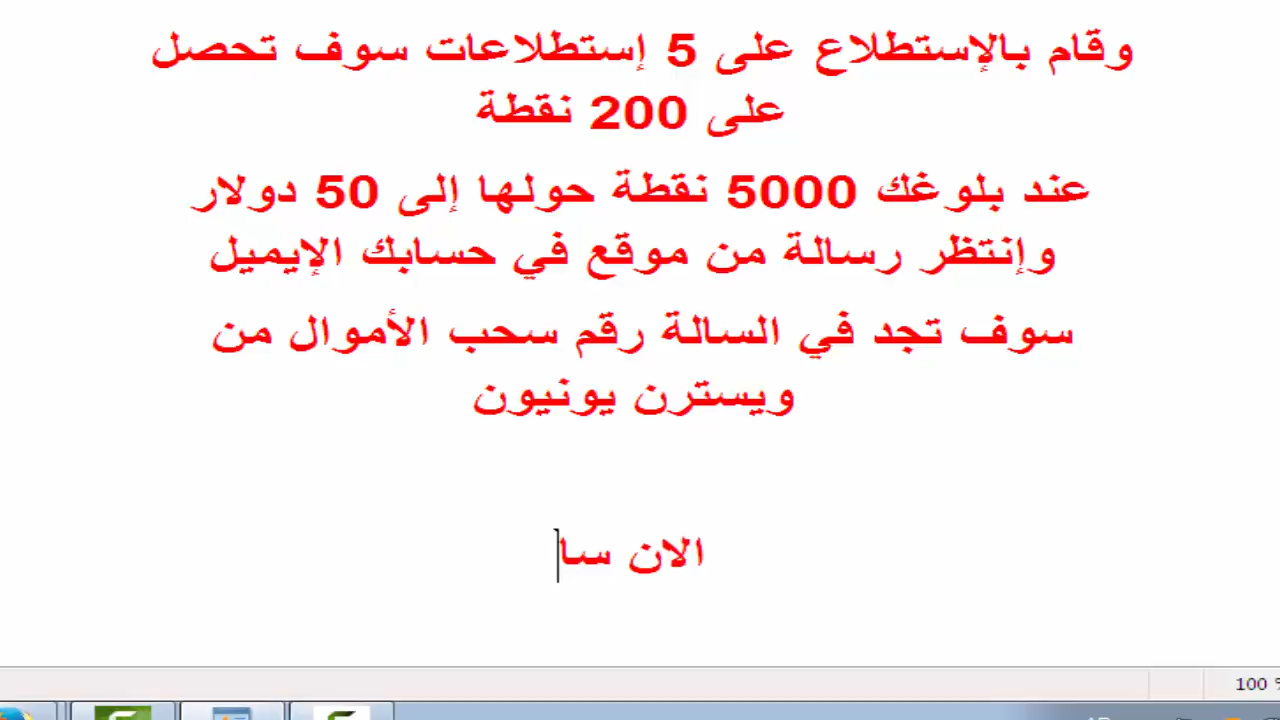 وقام بالإستطلاع على 5 إستطلاعات سوف تحصل
على 200 نقطة
عند بلوغك 5000 نقطة حولها إلى 50 دولار
وإنتظر رسالة من موقع في حسابك الإيميل
سوف تجد في السالة رقم سحب الأموال من
ويسترن يونيون
الان سا
100 %